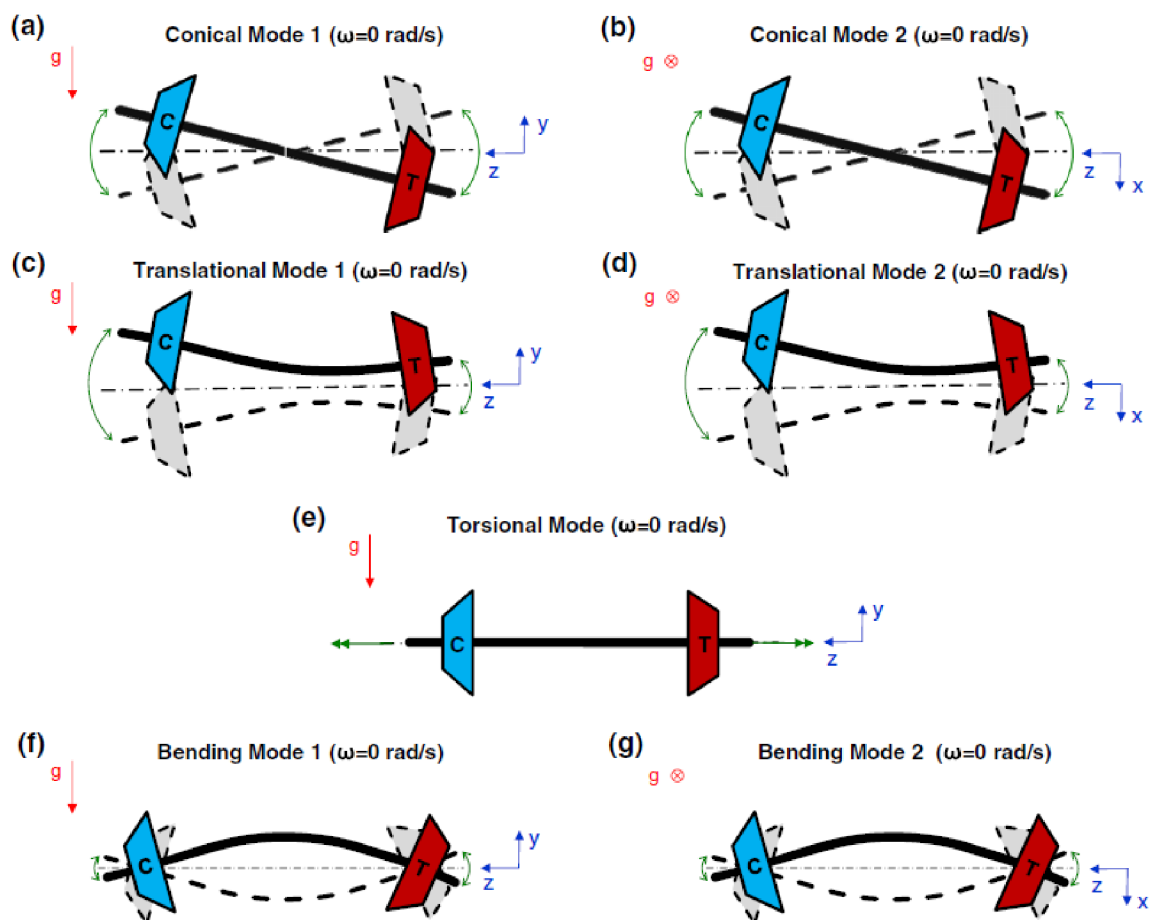 (a)
Conical Mode 1 (ω=0 rad/s)
g
C
T
y
z
(b)
Conical Mode 2 (ω=0 rad/s)
g ⊗
C
T
z
x
(c)
Translational Mode 1 (ω=0 rad/s)
g
C
T
y
z
(d)
Translational Mode 2 (ω=0 rad/s)
g ⊗
C
T
z
x
(e)
Torsional Mode (ω=0 rad/s)
g
C
T
y
z
(f)
Bending Mode 1 (ω=0 rad/s)
g
C
T
y
z
(g)
Bending Mode 2 (ω=0 rad/s)
g ⊗
C
T
z
x